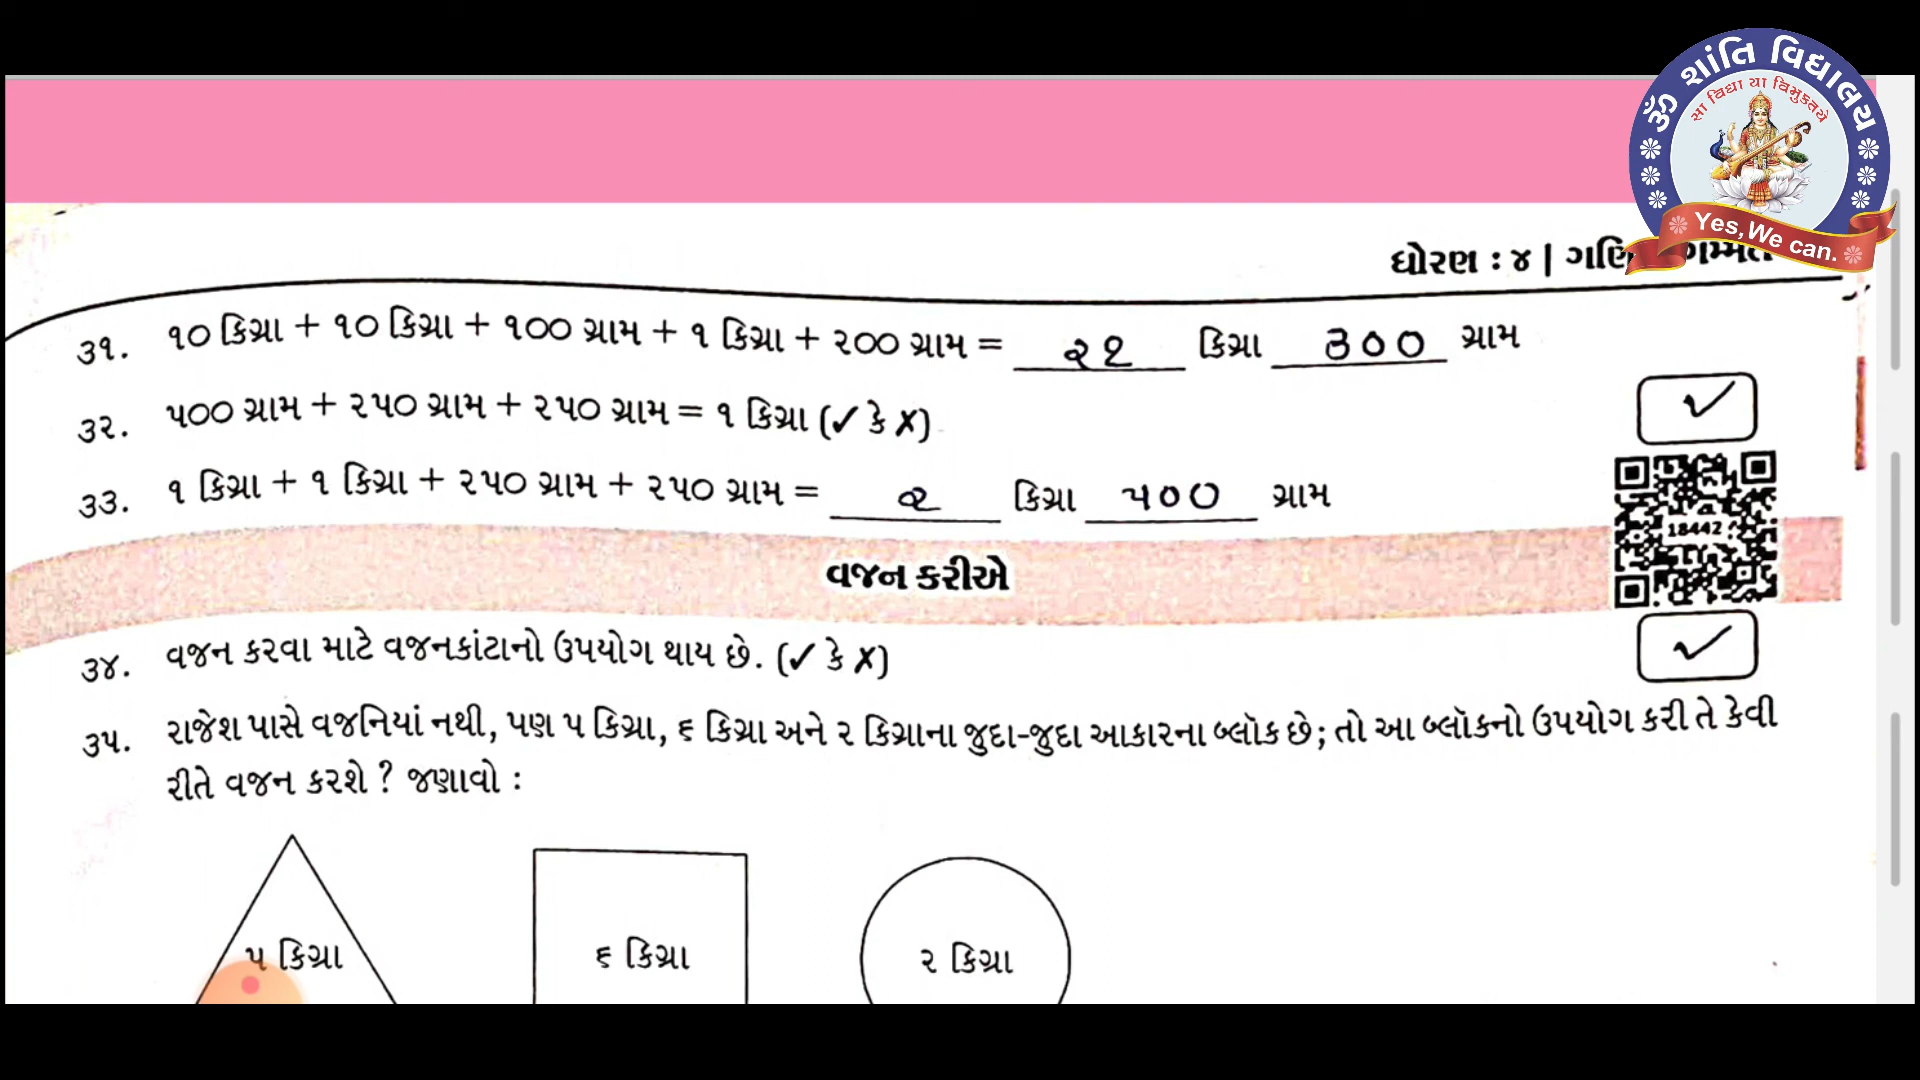 ૐ શાંતિ વિદ્યાલય
સા વિદ્યા યા વિમુક્તયે
Yes, We can.
ધોરણ : ૪ |
૩૧. ૧૦ કિગ્રા + ૧૦ કિગ્રા + ૧૦૦ ગ્રામ + ૧ કિગ્રા + ૨૦૦ ગ્રામ = ૨૧ કિગ્રા ૩૦૦ ગ્રામ
૩૨. ૫૦૦ ગ્રામ + ૨૫૦ ગ્રામ + ૨૫૦ ગ્રામ = ૧ કિગ્રા (✓ કે ✗) ✓
૩૩. ૧ કિગ્રા + ૧ કિગ્રા + ૨૫૦ ગ્રામ + ૨૫૦ ગ્રામ = ૨ કિગ્રા ૫૦૦ ગ્રામ
18442
વજન કરીએ
૩૪. વજન કરવા માટે વજનકાંટાનો ઉપયોગ થાય છે. (✓ કે ✗) ✓
૩૫. રાજેશ પાસે વજનિયાં નથી, પણ ૫ કિગ્રા, ૬ કિગ્રા અને ૨ કિગ્રાના જુદા-જુદા આકારના બ્લૉક છે; તો આ બ્લૉકનો ઉપયોગ કરી તે કેવી
રીતે વજન કરશે ? જણાવો :
૫ કિગ્રા ૬ કિગ્રા ૨ કિગ્રા